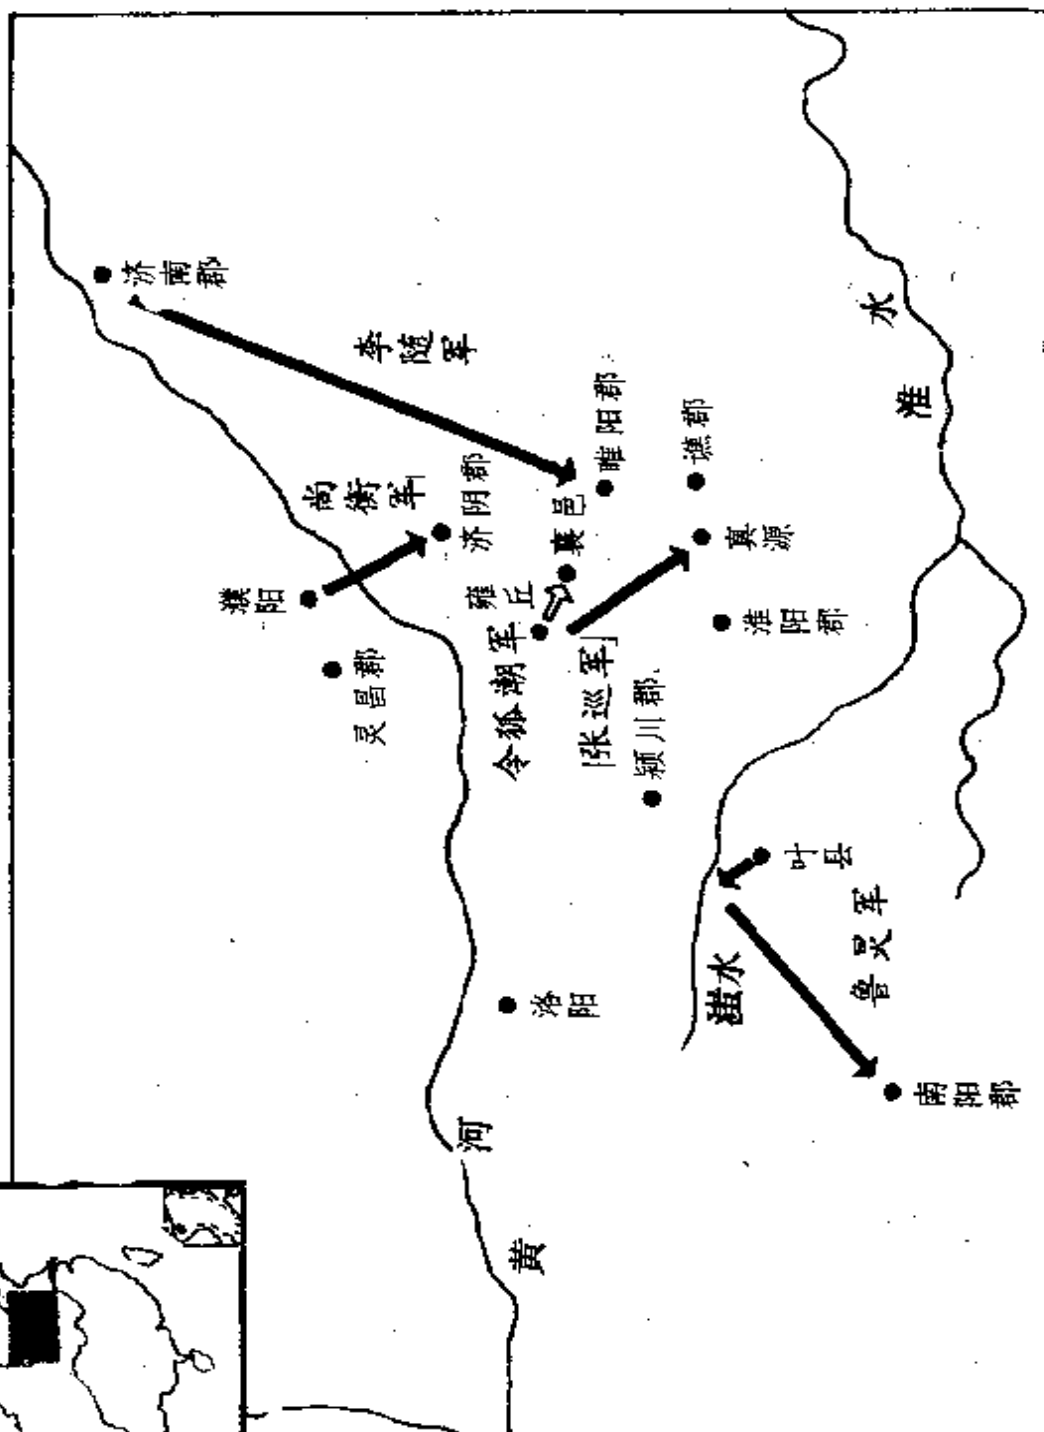 济南郡
李随军
睢阳郡
谯郡
尚衡军
济阴郡
濮阳
灵昌郡
雍丘
襄邑
真源
令狐潮军
张巡军
淮阳郡
颍川郡
叶县
鲁炅军
滍水
洛阳
南阳郡
黄河
淮水